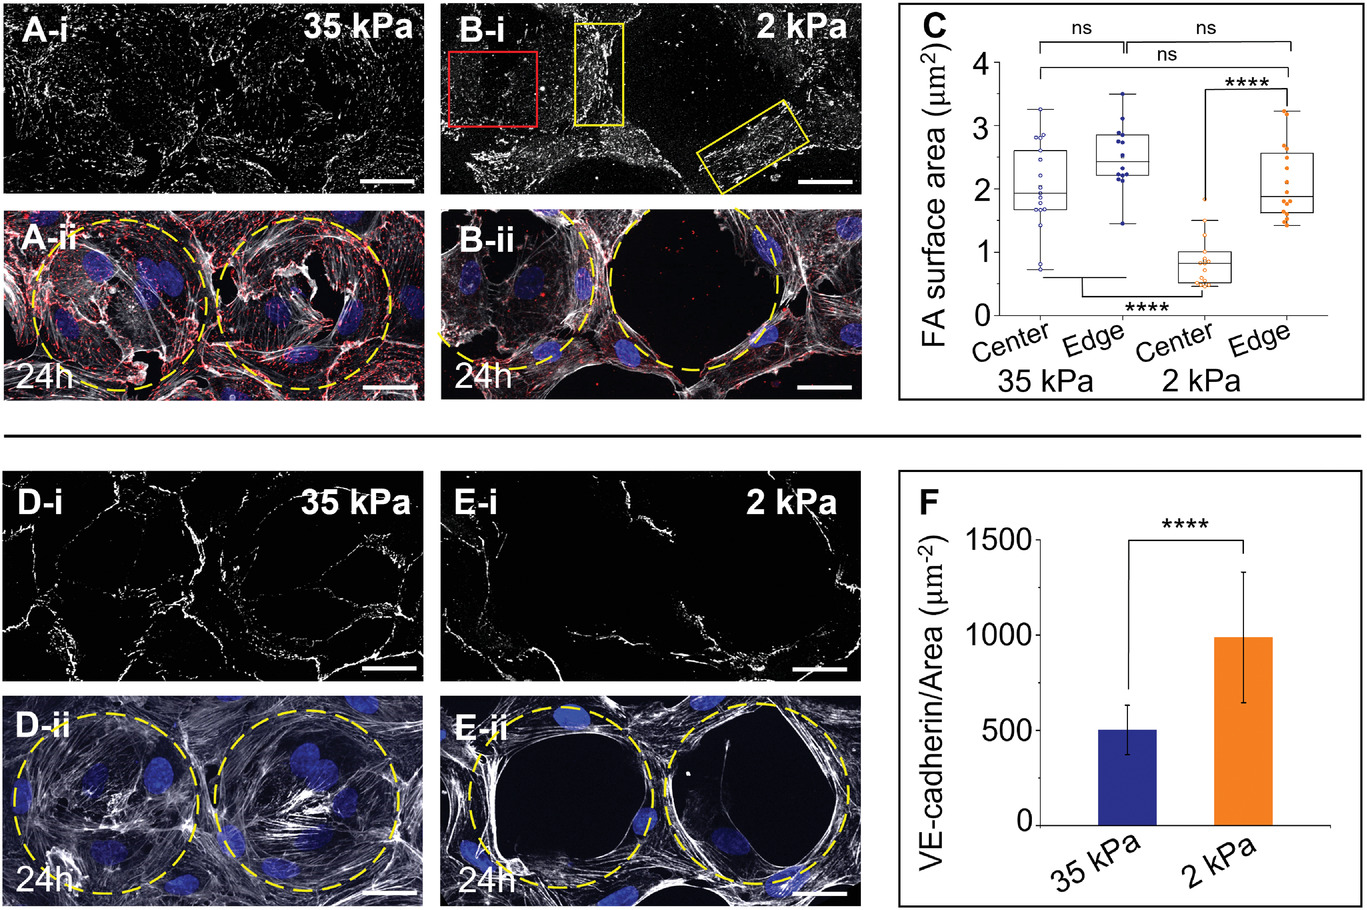 A-i 35 kPa
B-i 2 kPa
A-ii
24h
B-ii
24h
C
FA surface area (μm²)
4
3
2
1
0
ns ns
ns
****
****
Center Edge Center Edge
35 kPa 2 kPa
D-i 35 kPa
E-i 2 kPa
D-ii
24h
E-ii
24h
F
VE-cadherin/Area (μm⁻²)
1500
1000
500
0
****
35 kPa 2 kPa